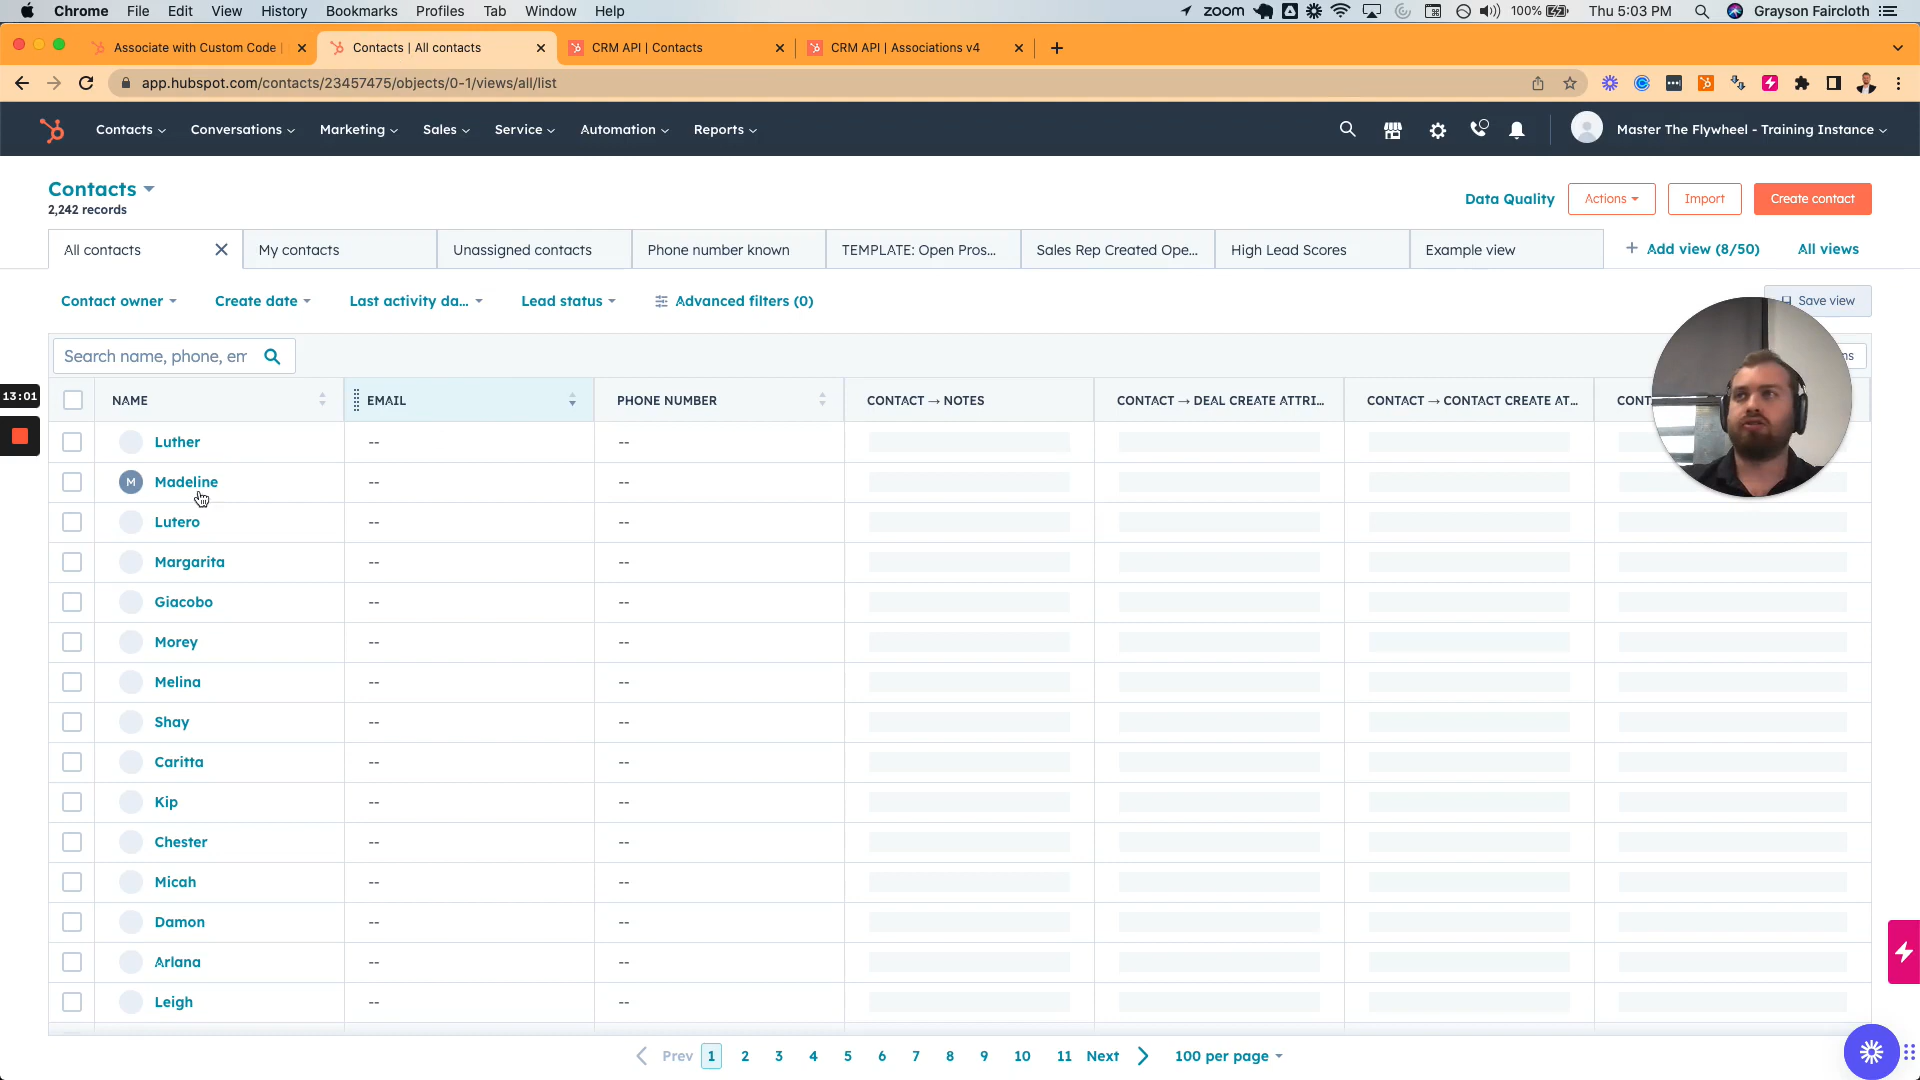 Chrome File Edit View History Bookmarks Profiles Tab Window Help zoom 100% Thu 5:03 PM Grayson Faircloth
Associate with Custom Code | Contacts | All contacts CRM API | Contacts CRM API | Associations v4
app.hubspot.com/contacts/23457475/objects/0-1/views/all/list
Contacts Conversations Marketing Sales Service Automation Reports Master The Flywheel - Training Instance
Contacts
2,242 records
Data Quality Actions Import Create contact
All contacts My contacts Unassigned contacts Phone number known TEMPLATE: Open Pros... Sales Rep Created Ope... High Lead Scores Example view + Add view (8/50) All views
Contact owner Create date Last activity da... Lead status Advanced filters (0) Save view
Search name, phone, em
13:01
NAME EMAIL PHONE NUMBER CONTACT → NOTES CONTACT → DEAL CREATE ATTRI... CONTACT → CONTACT CREATE AT... CONT
Luther -- --
M Madeline -- --
Lutero -- --
Margarita -- --
Giacobo -- --
Morey -- --
Melina -- --
Shay -- --
Caritta -- --
Kip -- --
Chester -- --
Micah -- --
Damon -- --
Arlana -- --
Leigh -- --
Prev 1 2 3 4 5 6 7 8 9 10 11 Next 100 per page